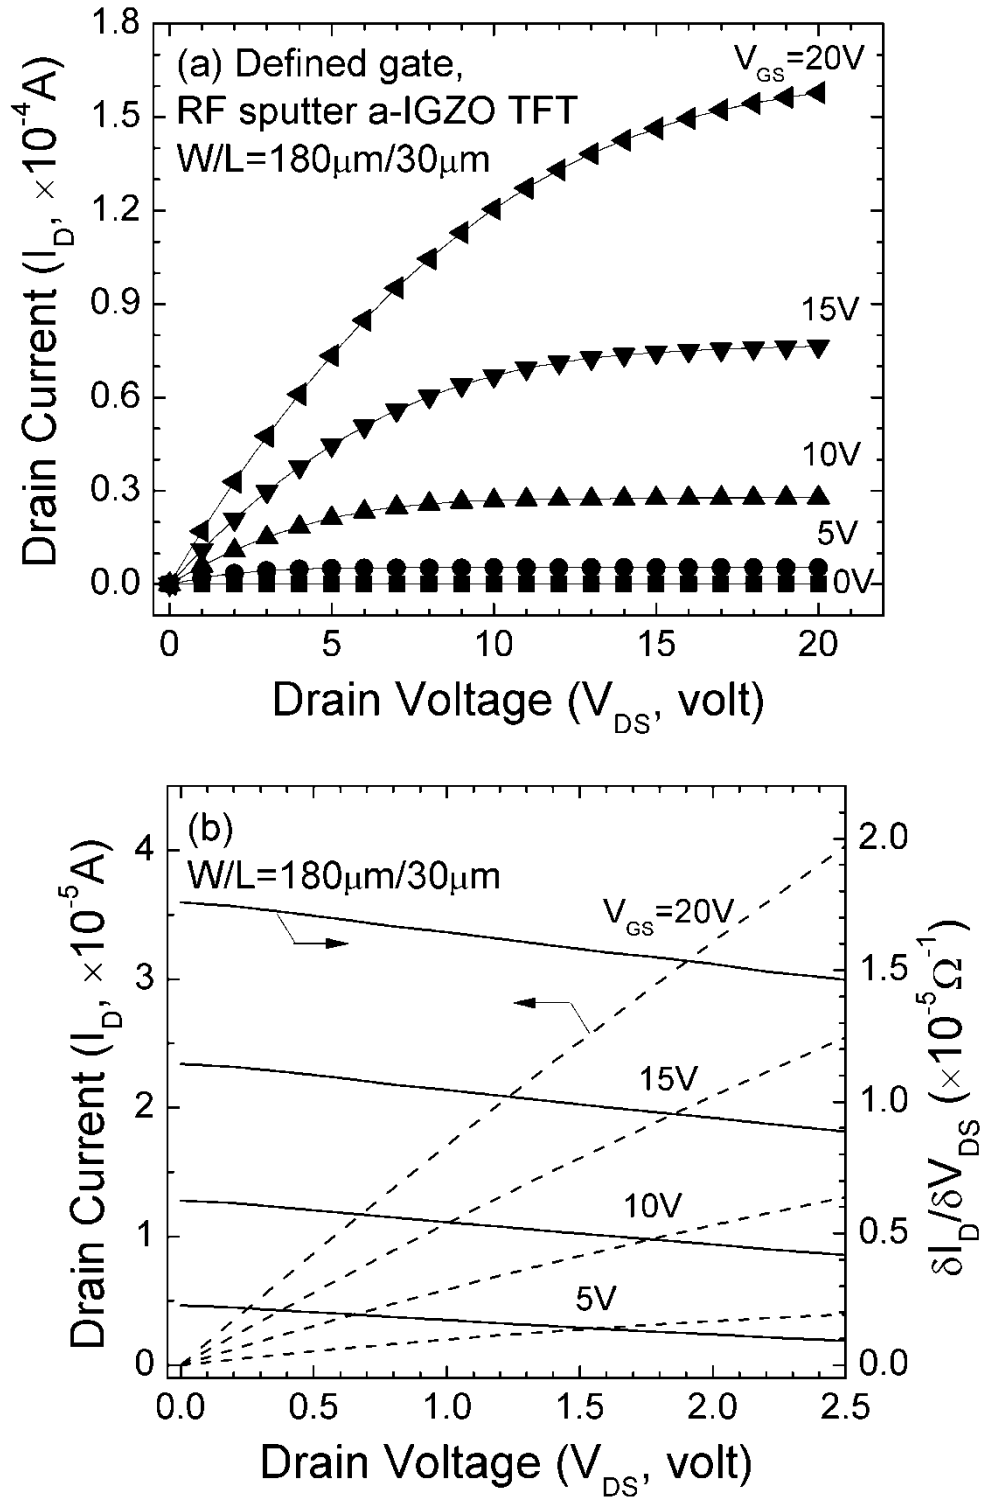 1.8
1.5
1.2
0.9
0.6
0.3
0.0
Drain Current (I_D, ×10⁻⁴A)
(a) Defined gate,
RF sputter a-IGZO TFT
W/L=180μm/30μm
V_GS=20V
15V
10V
5V
0V
0 5 10 15 20
Drain Voltage (V_DS, volt)
4
3
2
1
0
Drain Current (I_D, ×10⁻⁵A)
(b)
W/L=180μm/30μm
V_GS=20V
15V
10V
5V
2.0
1.5
1.0
0.5
0.0
δI_D/δV_DS (×10⁻⁵Ω⁻¹)
0.0 0.5 1.0 1.5 2.0 2.5
Drain Voltage (V_DS, volt)